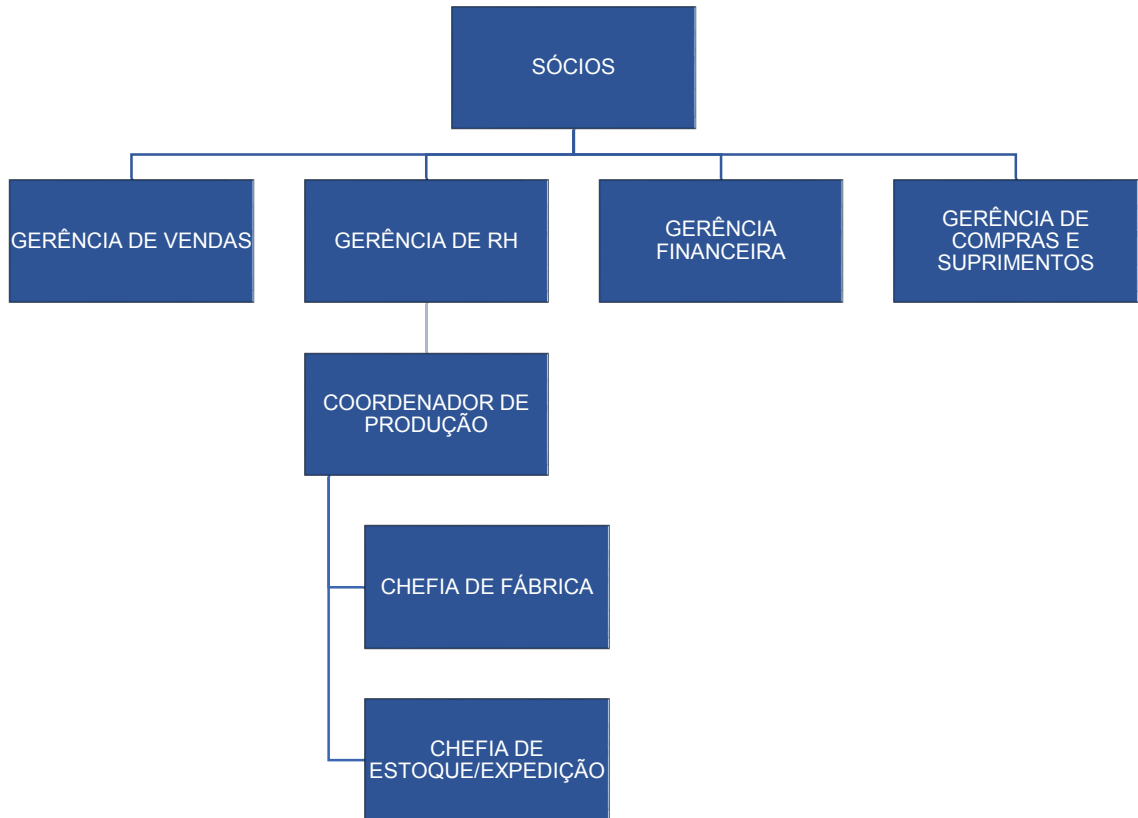 SÓCIOS
GERÊNCIA DE VENDAS
GERÊNCIA DE RH
GERÊNCIA
FINANCEIRA
GERÊNCIA DE
COMPRAS E
SUPRIMENTOS
COORDENADOR DE
PRODUÇÃO
CHEFIA DE FÁBRICA
CHEFIA DE
ESTOQUE/EXPEDIÇÃO